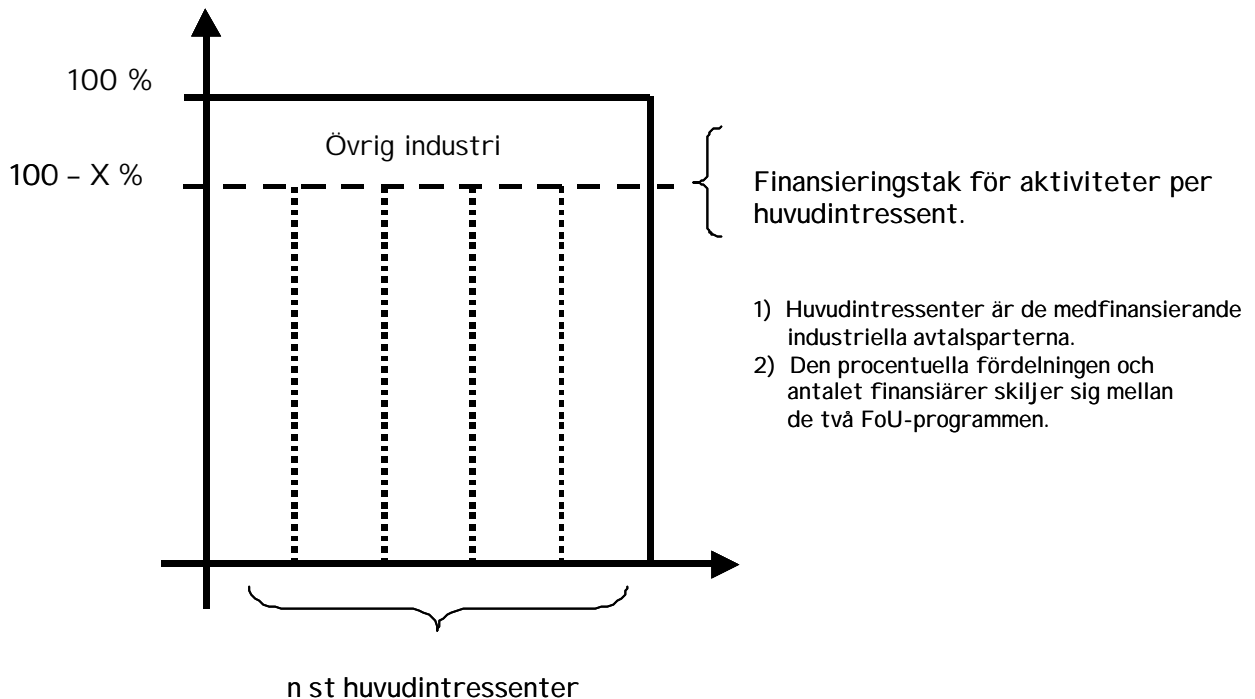 100 %
Övrig industri
100 – X %
Finansieringstak för aktiviteter per
huvudintressent.
1) Huvudintressenter är de medfinansierande
industriella avtalsparterna.
2) Den procentuella fördelningen och
antalet finansiärer skiljer sig mellan
de två FoU-programmen.
n st huvudintressenter